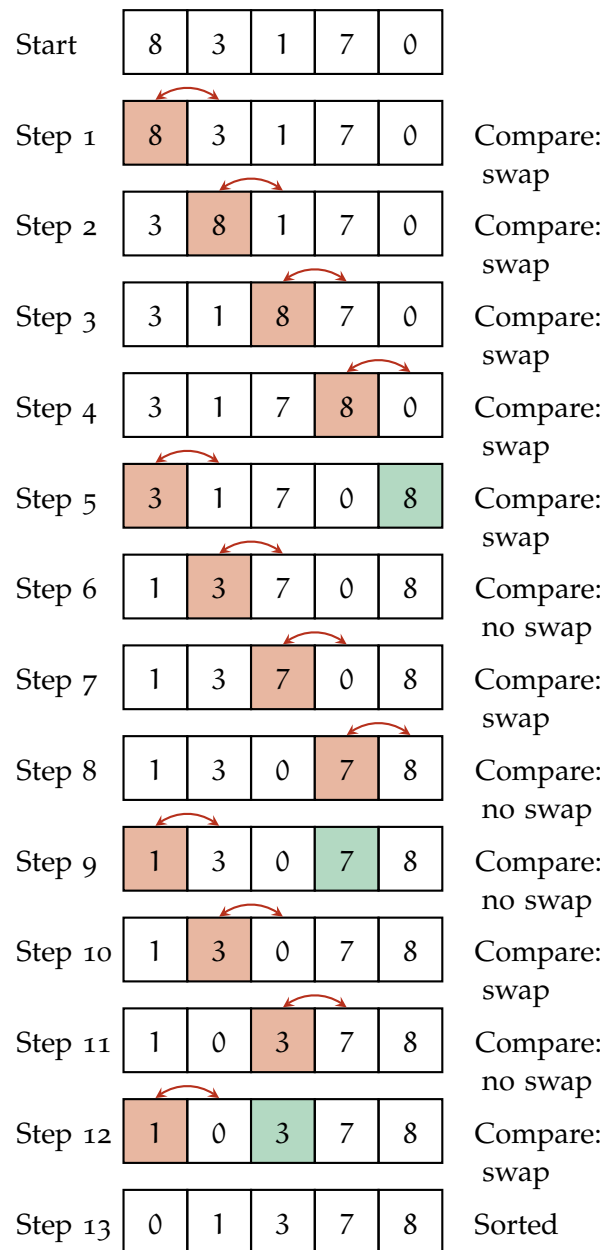 Start 8 3 1 7 0
Step 1 8 3 1 7 0 Compare:
swap
Step 2 3 8 1 7 0 Compare:
swap
Step 3 3 1 8 7 0 Compare:
swap
Step 4 3 1 7 8 0 Compare:
swap
Step 5 3 1 7 0 8 Compare:
swap
Step 6 1 3 7 0 8 Compare:
no swap
Step 7 1 3 7 0 8 Compare:
swap
Step 8 1 3 0 7 8 Compare:
no swap
Step 9 1 3 0 7 8 Compare:
no swap
Step 10 1 3 0 7 8 Compare:
swap
Step 11 1 0 3 7 8 Compare:
no swap
Step 12 1 0 3 7 8 Compare:
swap
Step 13 0 1 3 7 8 Sorted